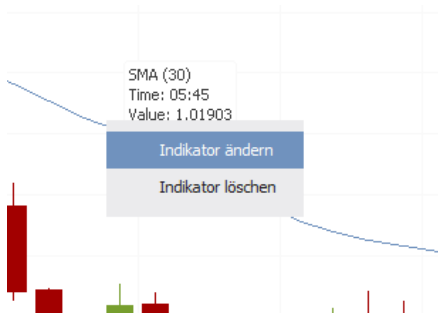 SMA (30)
Time: 05:45
Value: 1.01903
Indikator ändern
Indikator löschen